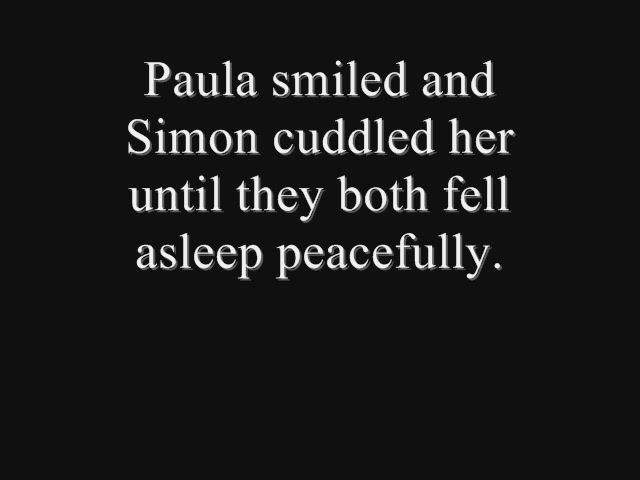 Paula smiled and
Simon cuddled her
until they both fell
asleep peacefully.